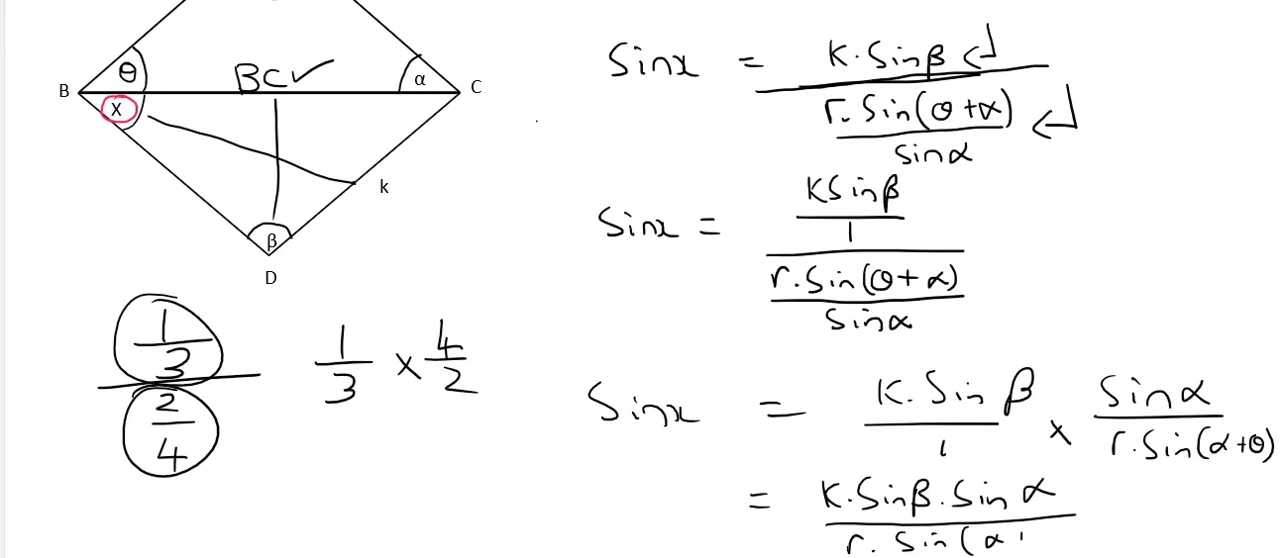 θ
BC✓
α
B
C
x
k
β
D
1/3
2/4
1/3 × 4/2
Sinx = K.Sinβ
r.Sin(θ+α)
sinα
Sinx = KSinβ
1
r.Sin(θ+α)
Sinα
Sinx = K.Sinβ/1 × Sinα/r.Sin(α+θ)
= K.Sinβ.Sinα
r.Sin(α